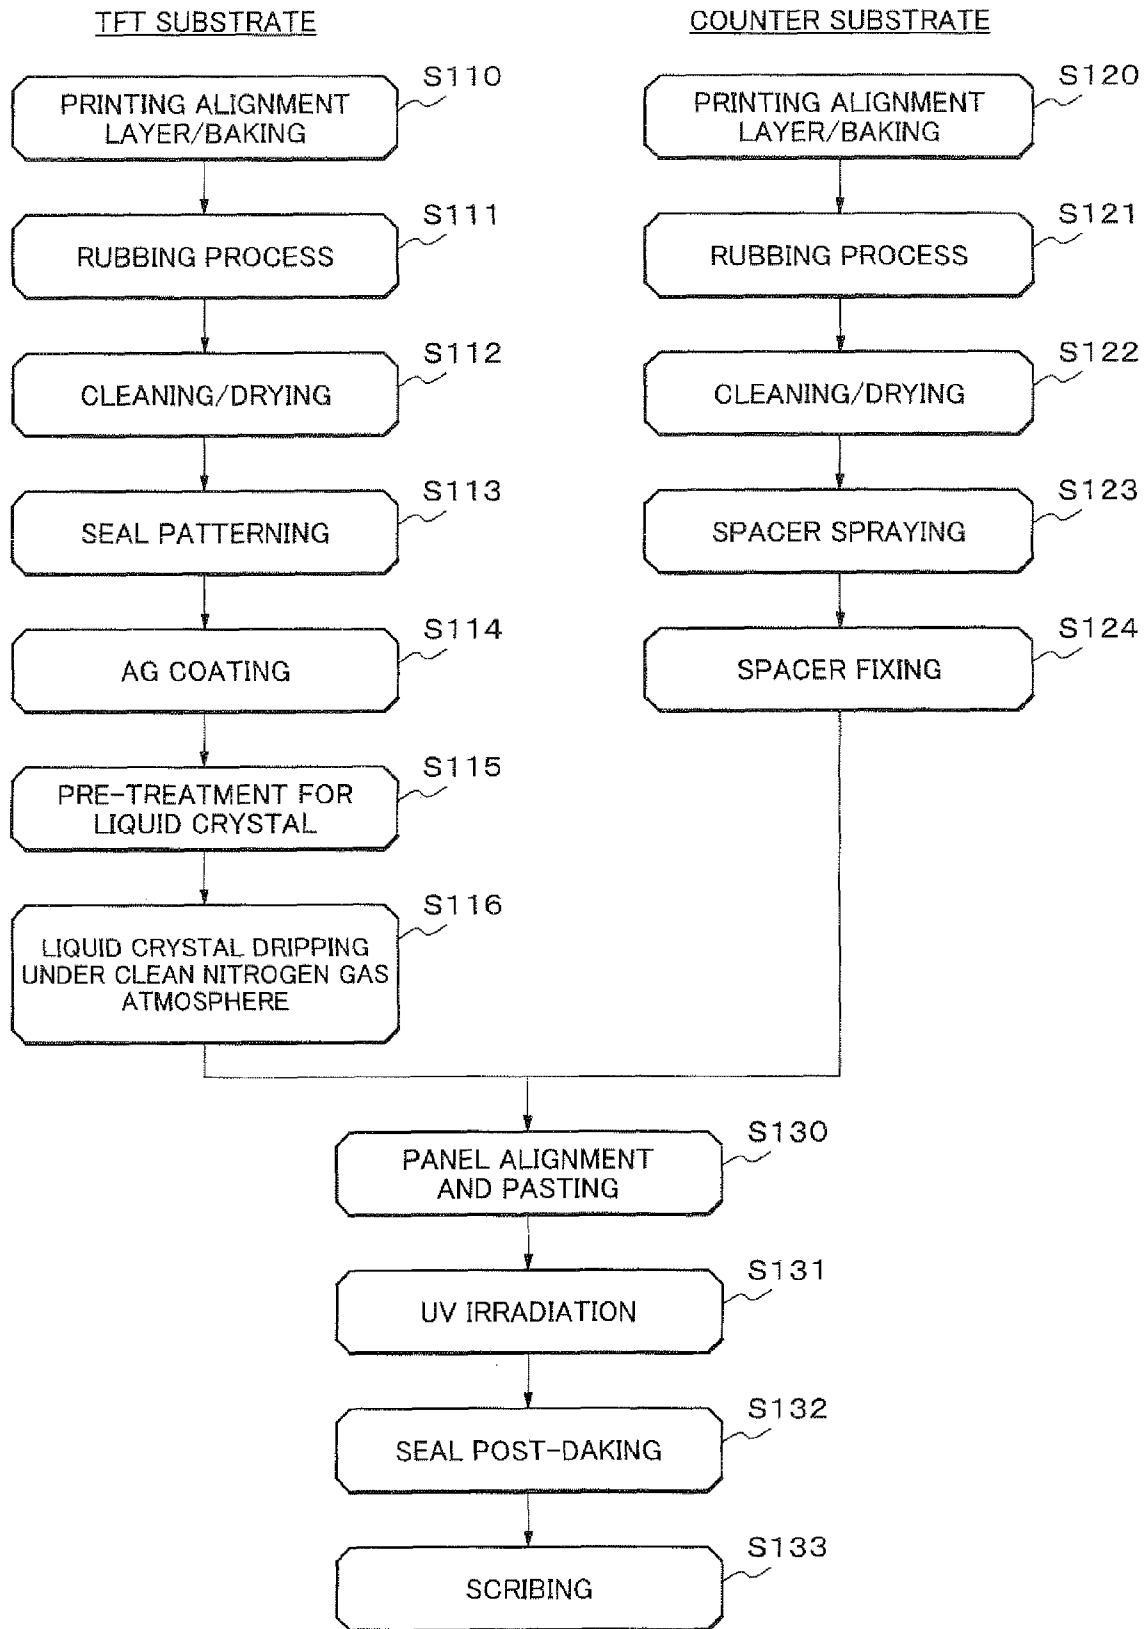 TFT SUBSTRATE
PRINTING ALIGNMENT
LAYER/BAKING
S110
RUBBING PROCESS
S111
CLEANING/DRYING
S112
SEAL PATTERNING
S113
AG COATING
S114
PRE-TREATMENT FOR
LIQUID CRYSTAL
S115
LIQUID CRYSTAL DRIPPING
UNDER CLEAN NITROGEN GAS
ATMOSPHERE
S116
COUNTER SUBSTRATE
PRINTING ALIGNMENT
LAYER/BAKING
S120
RUBBING PROCESS
S121
CLEANING/DRYING
S122
SPACER SPRAYING
S123
SPACER FIXING
S124
PANEL ALIGNMENT
AND PASTING
S130
UV IRRADIATION
S131
SEAL POST-DAKING
S132
SCRIBING
S133